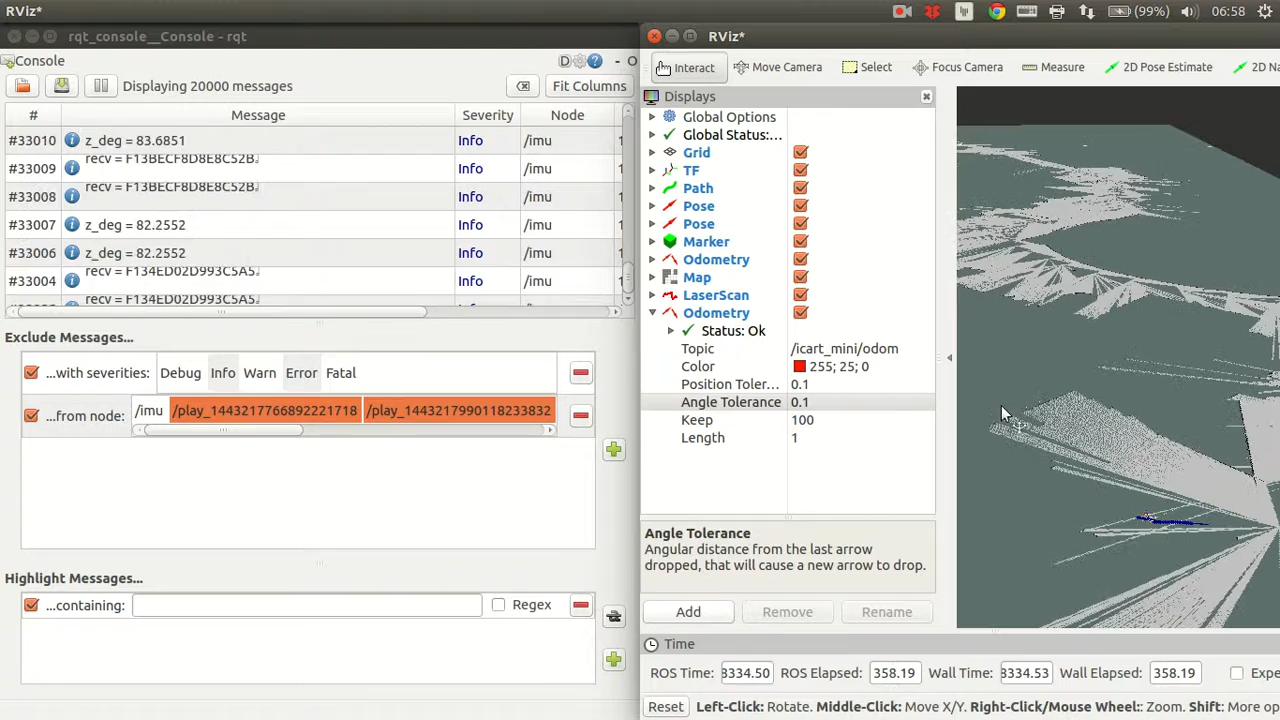 RViz*
(99%)
06:58
rqt_console__Console - rqt
Console
D
- O
Displaying 20000 messages
Fit Columns
# Message Severity Node
#33010 z_deg = 83.6851 Info /imu
#33009 recv = F13BECF8D8E8C52B Info /imu
#33008 recv = F13BECF8D8E8C52B Info /imu
#33007 z_deg = 82.2552 Info /imu
#33006 z_deg = 82.2552 Info /imu
#33004 recv = F134ED02D993C5A5 Info /imu
recv = F134ED02D993C5A5
Exclude Messages...
...with severities: Debug Info Warn Error Fatal
...from node: /imu /play_1443217766892221718 /play_1443217990118233832
Highlight Messages...
...containing: Regex
RViz*
Interact Move Camera Select Focus Camera Measure 2D Pose Estimate 2D Na
Displays
Global Options
Global Status:...
Grid
TF
Path
Pose
Pose
Marker
Odometry
Map
LaserScan
Odometry
Status: Ok
Topic /icart_mini/odom
Color 255; 25; 0
Position Toler... 0.1
Angle Tolerance 0.1
Keep 100
Length 1
Angle Tolerance
Angular distance from the last arrow
dropped, that will cause a new arrow to drop.
Add Remove Rename
Time
ROS Time: 8334.50 ROS Elapsed: 358.19 Wall Time: 8334.53 Wall Elapsed: 358.19 Expe
Reset Left-Click: Rotate. Middle-Click: Move X/Y. Right-Click/Mouse Wheel:: Zoom. Shift: More op